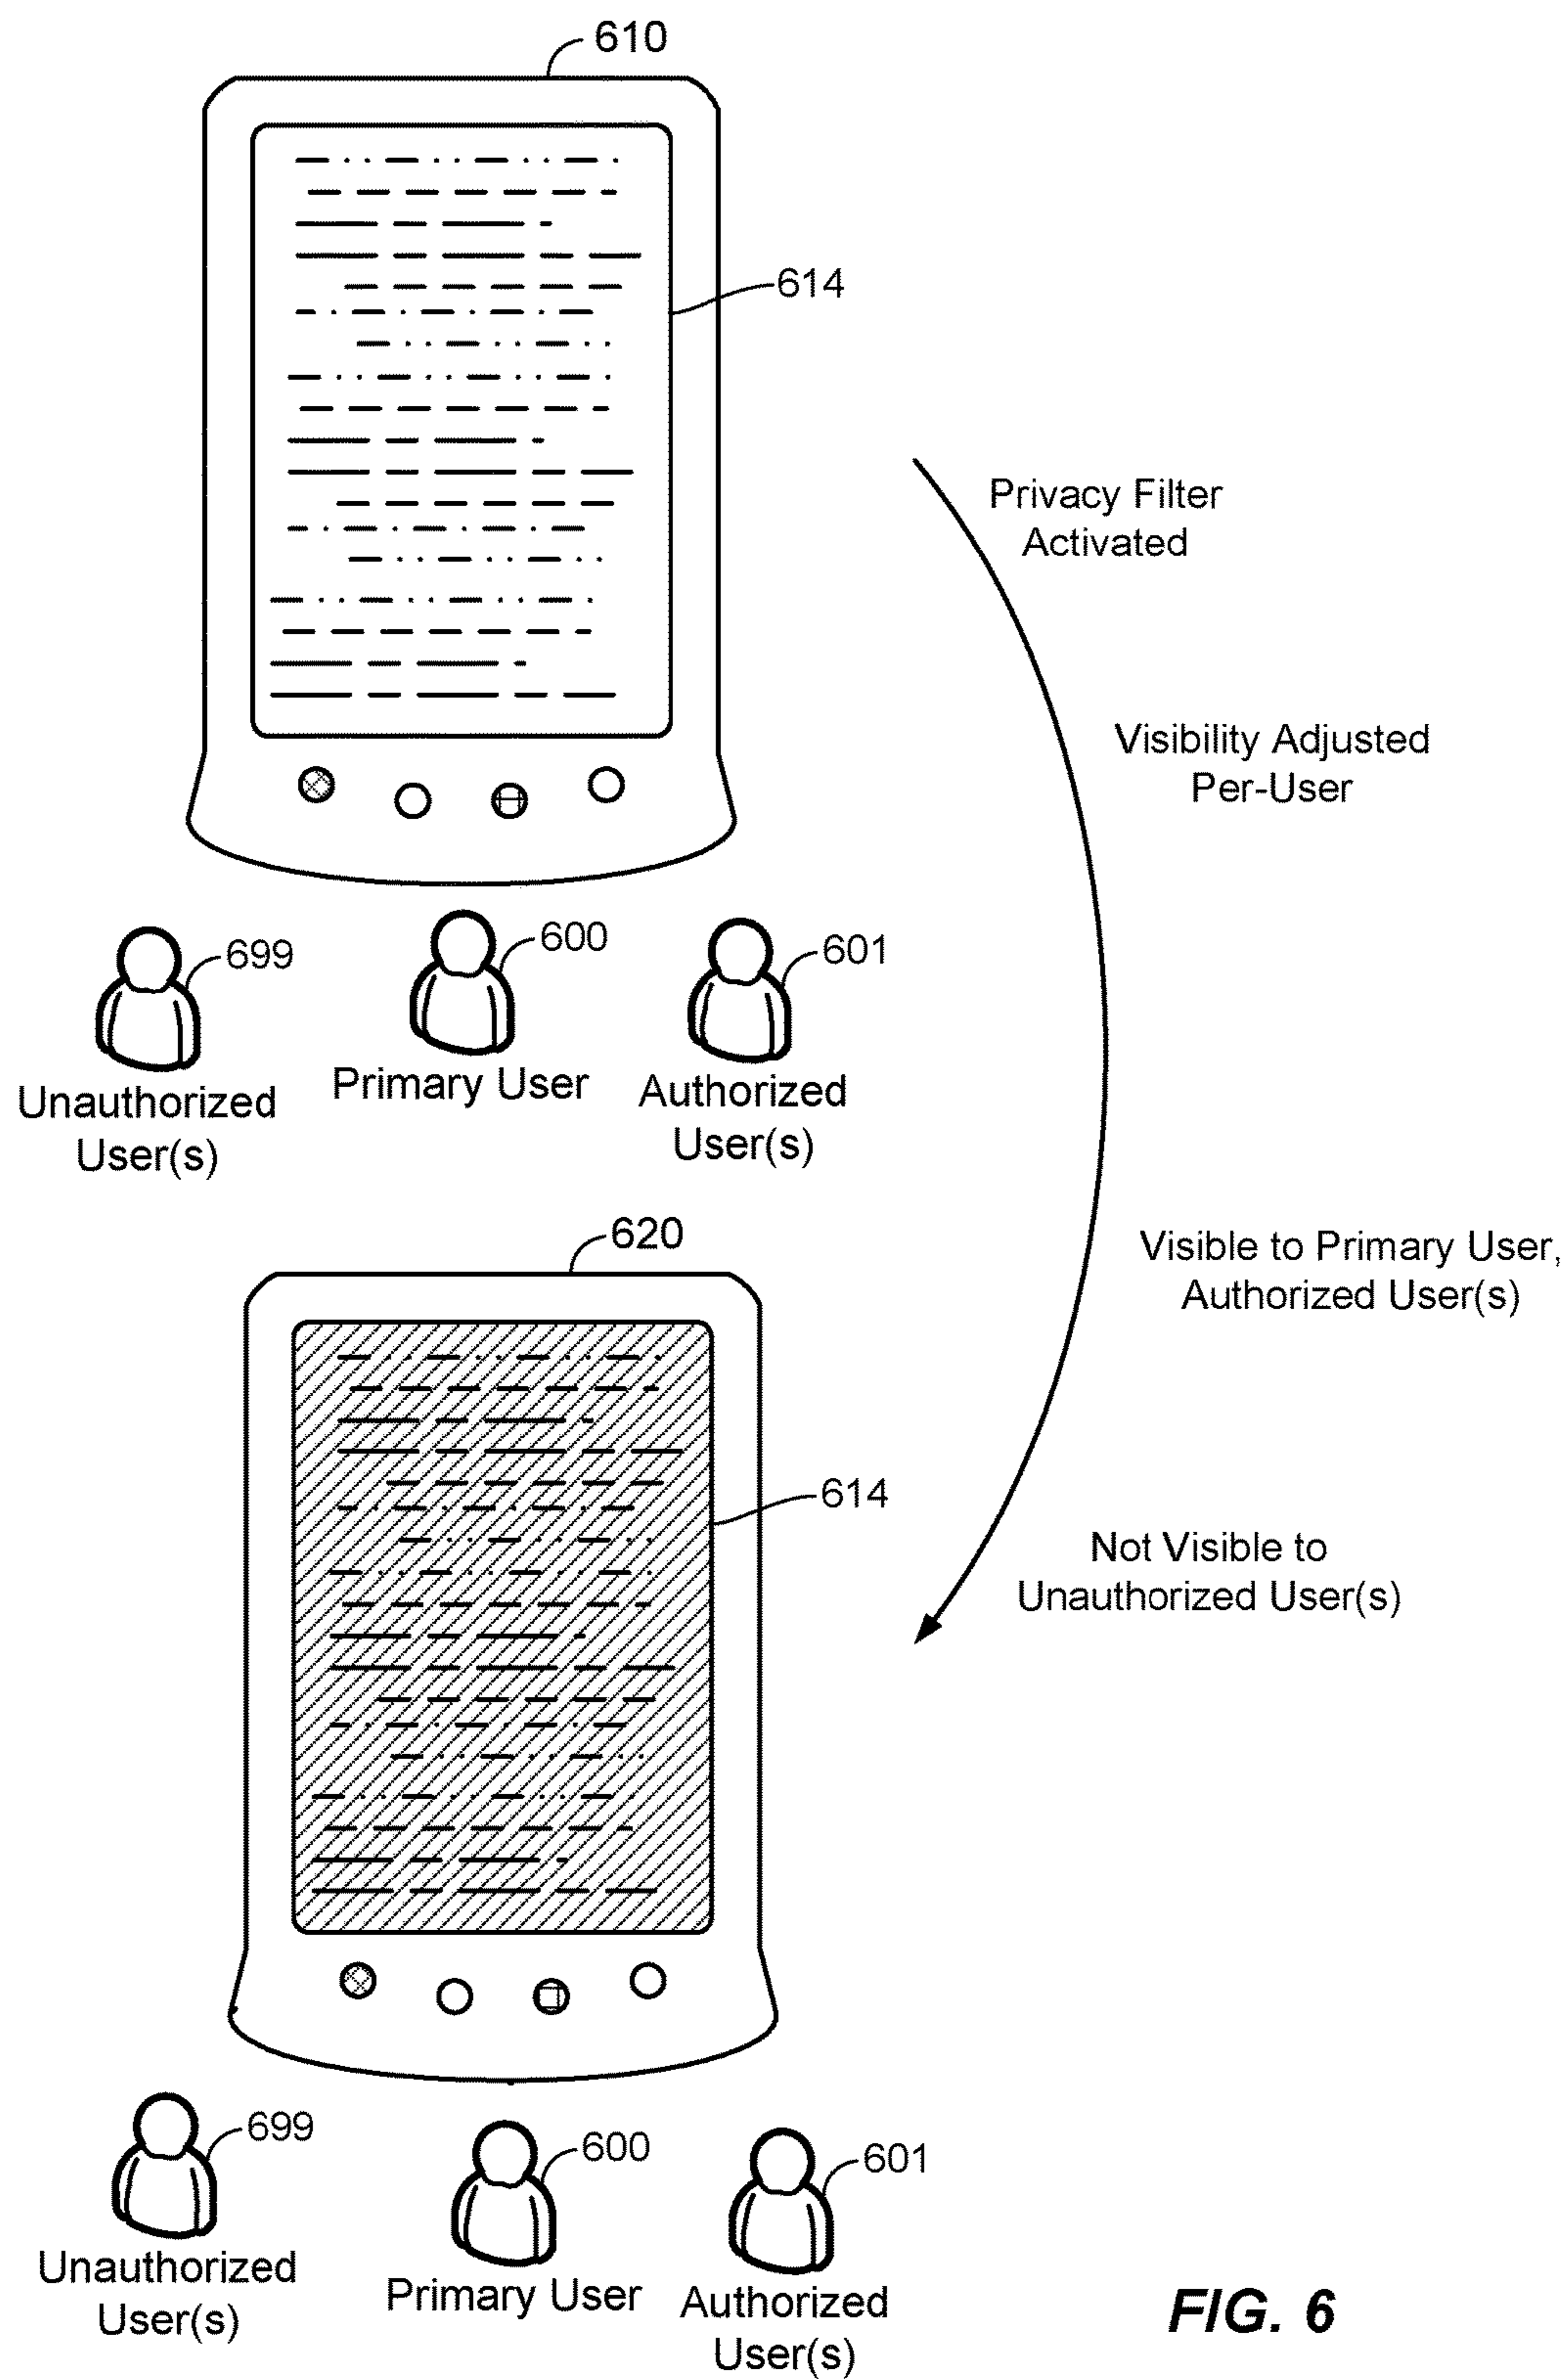 610
614
Privacy Filter
Activated
Visibility Adjusted
Per-User
699
600
601
Unauthorized
User(s)
Primary User
Authorized
User(s)
620
Visible to Primary User,
Authorized User(s)
614
Not Visible to
Unauthorized User(s)
699
600
601
Unauthorized
User(s)
Primary User
Authorized
User(s)
FIG. 6